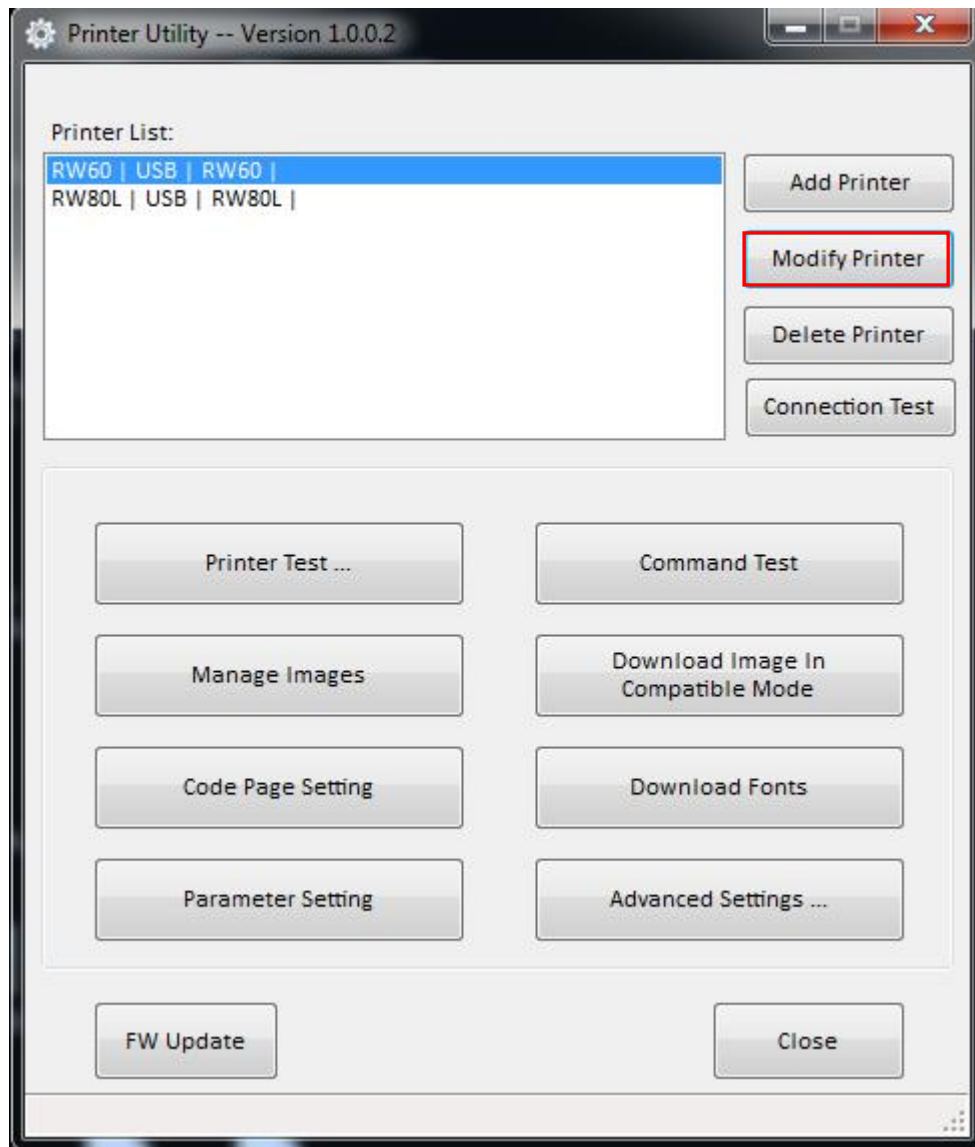 Printer Utility -- Version 1.0.0.2
Printer List:
RW60 | USB | RW60 |
RW80L | USB | RW80L |
Add Printer
Modify Printer
Delete Printer
Connection Test
Printer Test ...
Command Test
Manage Images
Download Image In
Compatible Mode
Code Page Setting
Download Fonts
Parameter Setting
Advanced Settings ...
FW Update
Close